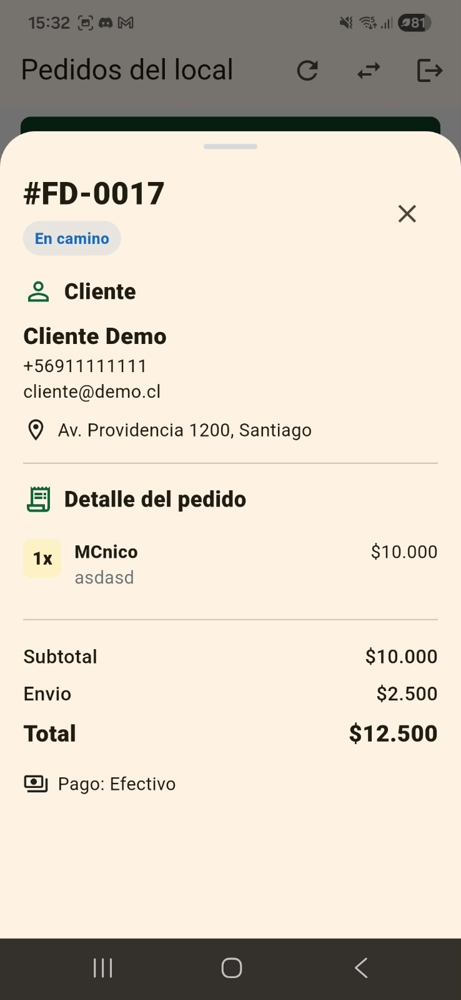 15:32
81
Pedidos del local
#FD-0017
En camino
Cliente
Cliente Demo
+56911111111
cliente@demo.cl
Av. Providencia 1200, Santiago
Detalle del pedido
1x MCnico $10.000
asdasd
Subtotal $10.000
Envio $2.500
Total $12.500
Pago: Efectivo